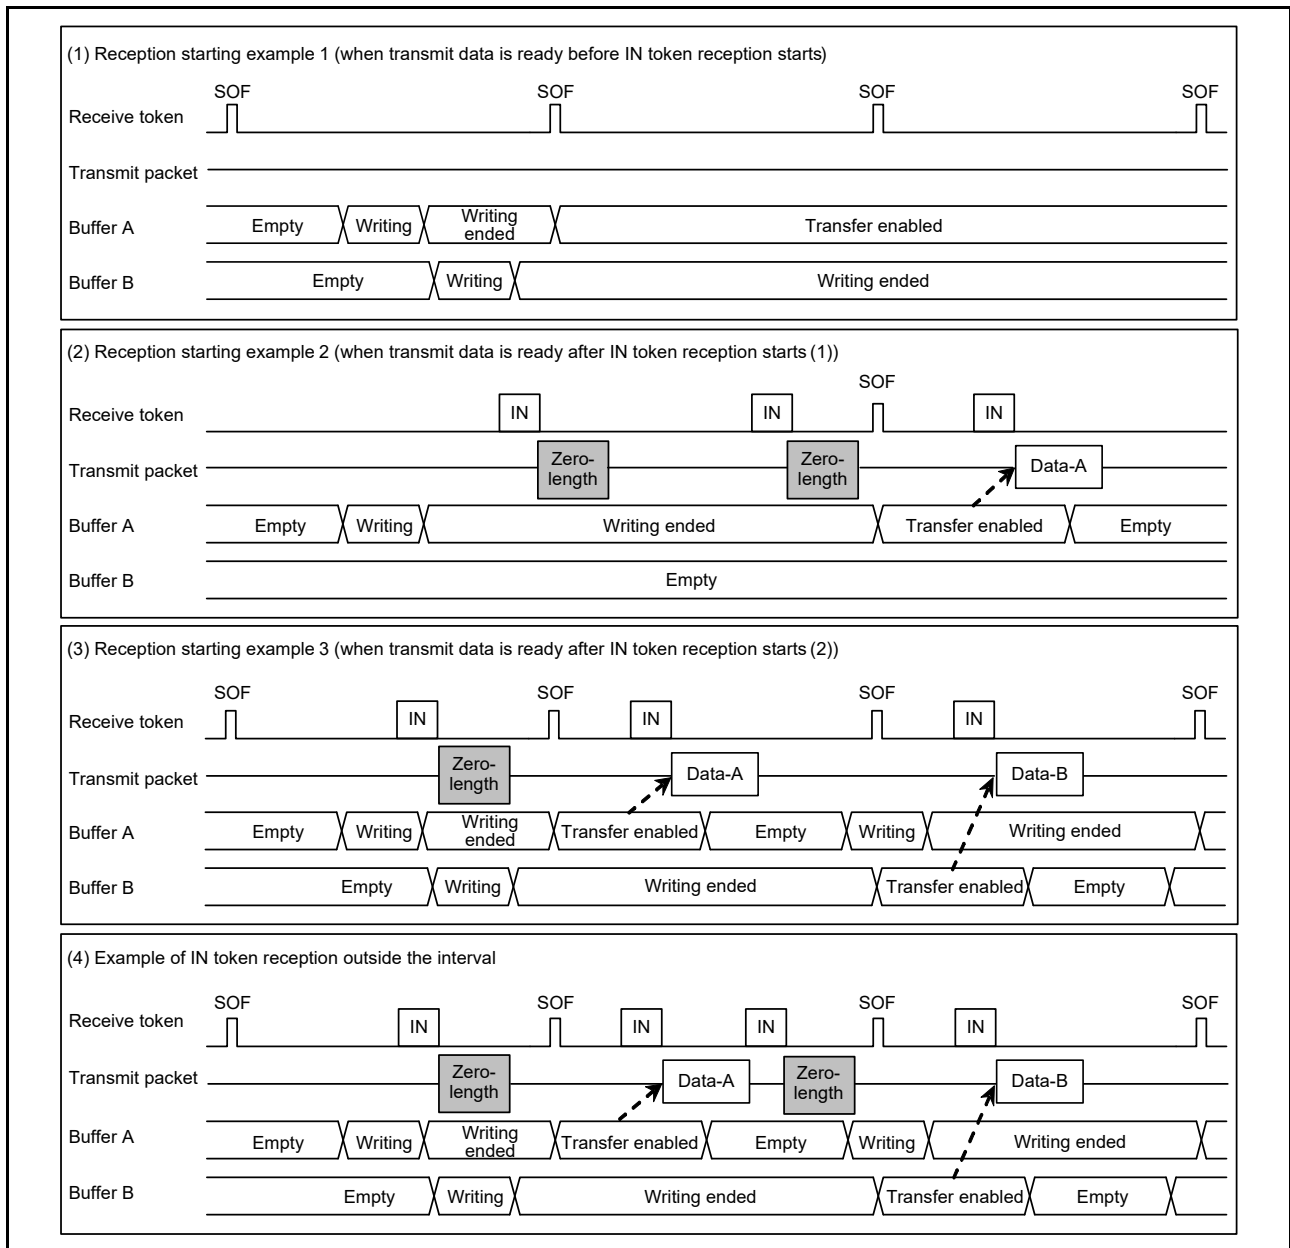 (1) Reception starting example 1 (when transmit data is ready before IN token reception starts)
SOF SOF SOF SOF
Receive token
Transmit packet
Buffer A Empty Writing Writing ended Transfer enabled
Buffer B Empty Writing Writing ended
(2) Reception starting example 2 (when transmit data is ready after IN token reception starts (1))
SOF
Receive token IN IN IN
Transmit packet Zero-length Zero-length Data-A
Buffer A Empty Writing Writing ended Transfer enabled Empty
Buffer B Empty
(3) Reception starting example 3 (when transmit data is ready after IN token reception starts (2))
SOF SOF SOF SOF
Receive token IN IN IN
Transmit packet Zero-length Data-A Data-B
Buffer A Empty Writing Writing ended Transfer enabled Empty Writing Writing ended
Buffer B Empty Writing Writing ended Transfer enabled Empty
(4) Example of IN token reception outside the interval
SOF SOF SOF SOF
Receive token IN IN IN IN
Transmit packet Zero-length Data-A Zero-length Data-B
Buffer A Empty Writing Writing ended Transfer enabled Empty Writing Writing ended
Buffer B Empty Writing Writing ended Transfer enabled Empty